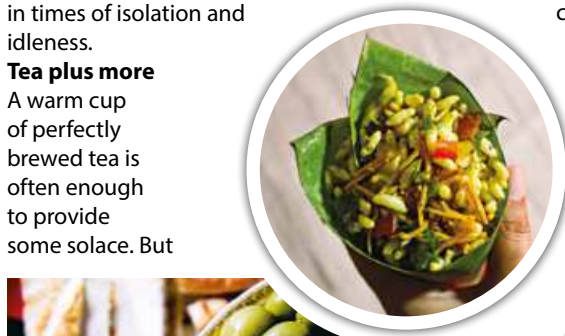 in times of isolation and
idleness.
Tea plus more
A warm cup
of perfectly
brewed tea is
often enough
to provide
some solace. But